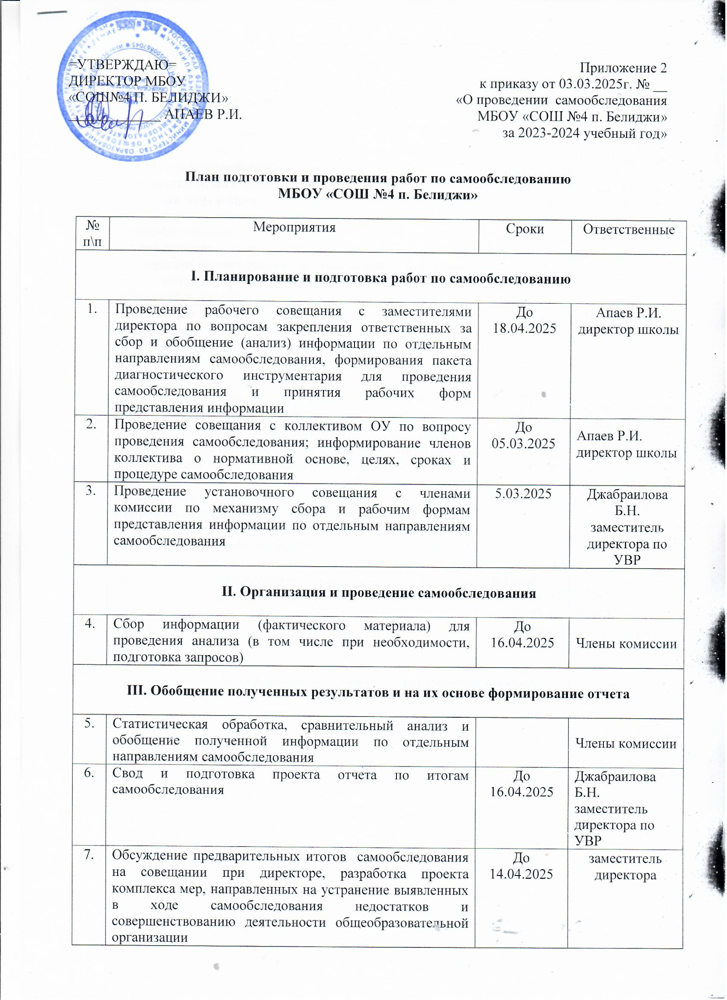 =УТВЕРЖДАЮ=
ДИРЕКТОР МБОУ
«СОШ№4 П. БЕЛИДЖИ»
_____________ АПАЕВ Р.И.
Приложение 2
к приказу от 03.03.2025г. № __
«О проведении самообследования
МБОУ «СОШ №4 п. Белиджи»
за 2023-2024 учебный год»
План подготовки и проведения работ по самообследованию
МБОУ «СОШ №4 п. Белиджи»
№ п\п
Мероприятия
Сроки
Ответственные
I. Планирование и подготовка работ по самообследованию
1.
Проведение рабочего совещания с заместителями
директора по вопросам закрепления ответственных за
сбор и обобщение (анализ) информации по отдельным
направлениям самообследования, формирования пакета
диагностического инструментария для проведения
самообследования и принятия рабочих форм
представления информации
До
18.04.2025
Апаев Р.И.
директор школы
2.
Проведение совещания с коллективом ОУ по вопросу
проведения самообследования; информирование членов
коллектива о нормативной основе, целях, сроках и
процедуре самообследования
До
05.03.2025
Апаев Р.И.
директор школы
3.
Проведение установочного совещания с членами
комиссии по механизму сбора и рабочим формам
представления информации по отдельным направлениям
самообследования
5.03.2025
Джабраилова
Б.Н.
заместитель
директора по
УВР
II. Организация и проведение самообследования
4.
Сбор информации (фактического материала) для
проведения анализа (в том числе при необходимости,
подготовка запросов)
До
16.04.2025
Члены комиссии
III. Обобщение полученных результатов и на их основе формирование отчета
5.
Статистическая обработка, сравнительный анализ и
обобщение полученной информации по отдельным
направлениям самообследования
Члены комиссии
6.
Свод и подготовка проекта отчета по итогам
самообследования
До
16.04.2025
Джабраилова
Б.Н.
заместитель
директора по
УВР
7.
Обсуждение предварительных итогов самообследования
на совещании при директоре, разработка проекта
комплекса мер, направленных на устранение выявленных
в ходе самообследования недостатков и
совершенствованию деятельности общеобразовательной
организации
До
14.04.2025
заместитель
директора